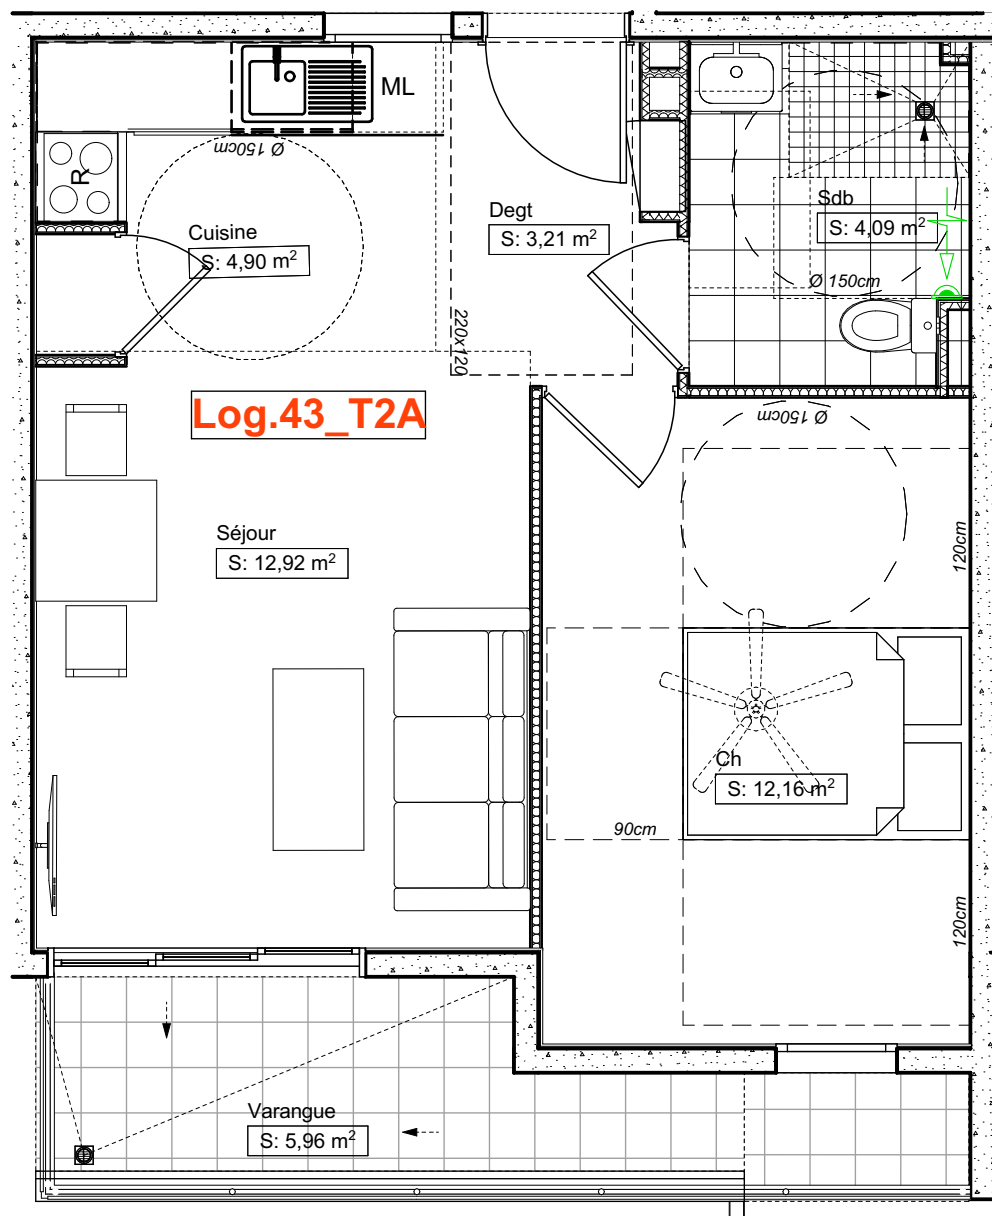 ML
Ø 150cm
R
Cuisine
S: 4,90 m²
Degt
S: 3,21 m²
Sdb
S: 4,09 m²
Ø 150cm
220x120
Log.43_T2A
Ø 150cm
Séjour
S: 12,92 m²
120cm
Ch
S: 12,16 m²
90cm
120cm
Varangue
S: 5,96 m²